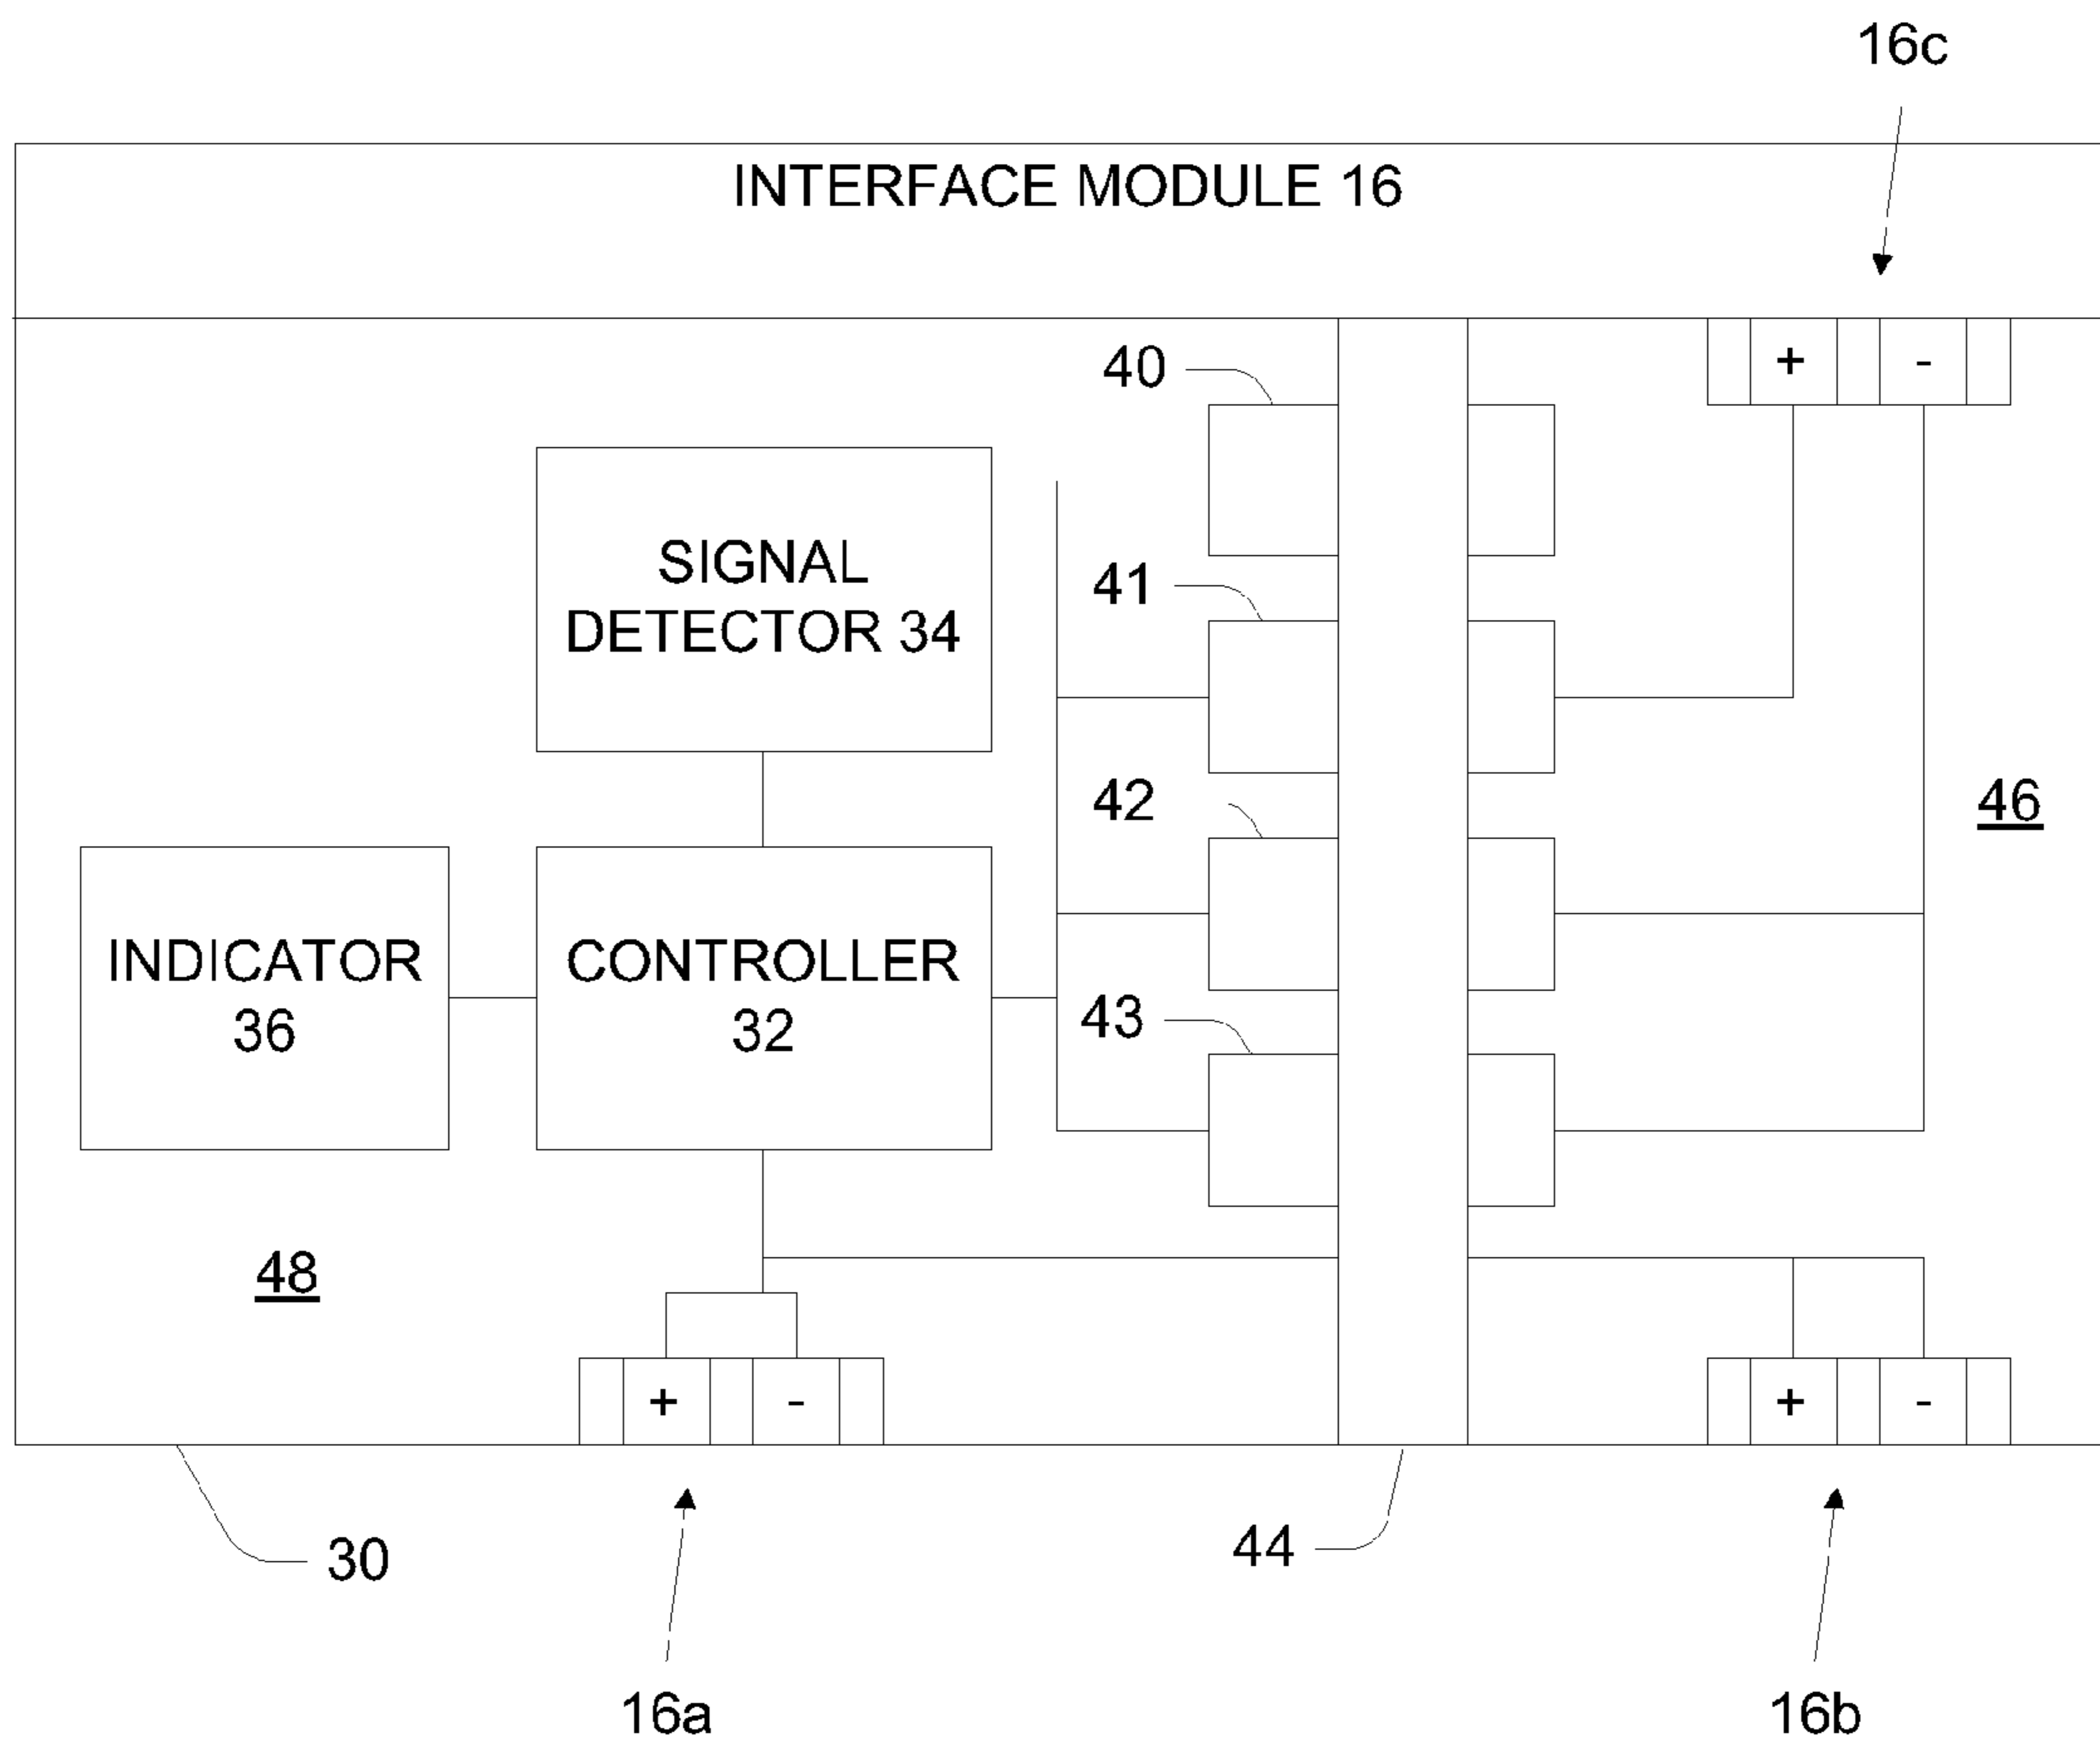 16c
INTERFACE MODULE 16
+ -
40
SIGNAL
DETECTOR 34
41
42
46
INDICATOR
36
CONTROLLER
32
43
48
+ -
+ -
30
44
16a
16b